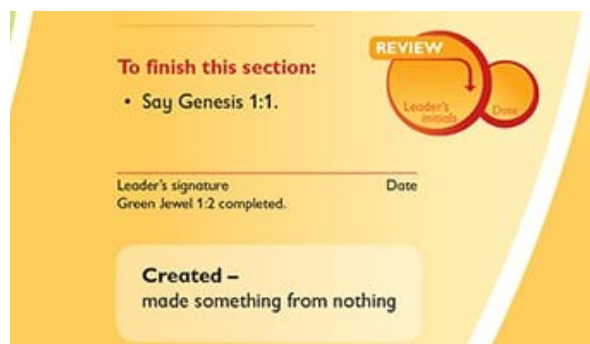 REVIEW
To finish this section:
• Say Genesis 1:1.
Leader's
initials
Date
Leader's signature Date
Green Jewel 1:2 completed.
Created –
made something from nothing